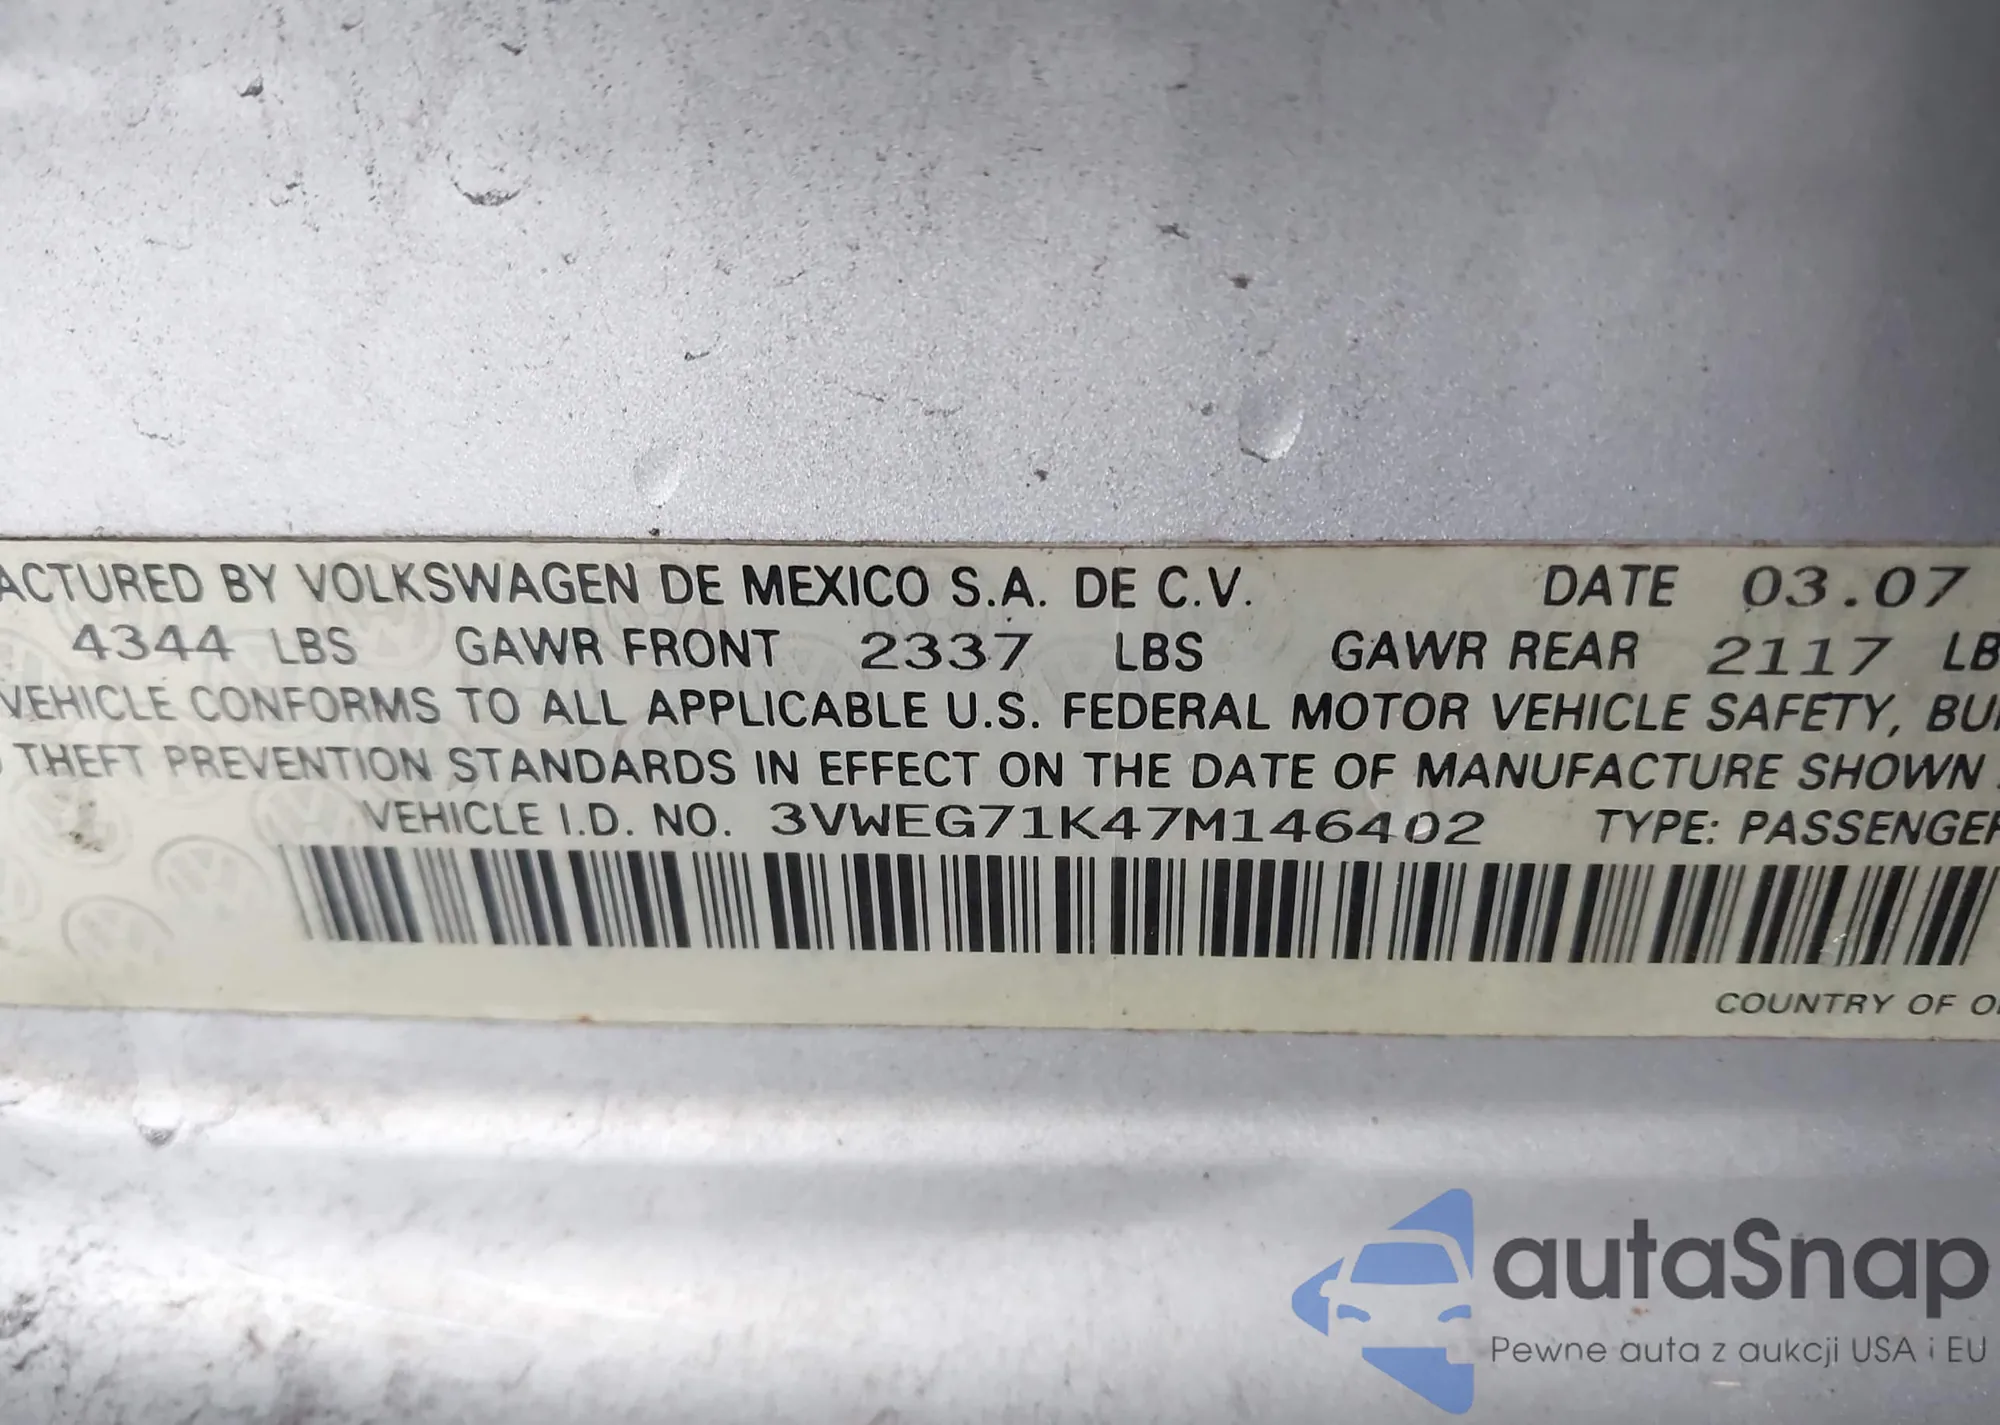 ACTURED BY VOLKSWAGEN DE MEXICO S.A. DE C.V. DATE 03.07
4344 LBS GAWR FRONT 2337 LBS GAWR REAR 2117 LB
VEHICLE CONFORMS TO ALL APPLICABLE U.S. FEDERAL MOTOR VEHICLE SAFETY, BU
THEFT PREVENTION STANDARDS IN EFFECT ON THE DATE OF MANUFACTURE SHOWN
VEHICLE I.D. NO. 3VWEG71K47M146402 TYPE: PASSENGER
COUNTRY OF O
autaSnap
Pewne auta z aukcji USA i EU